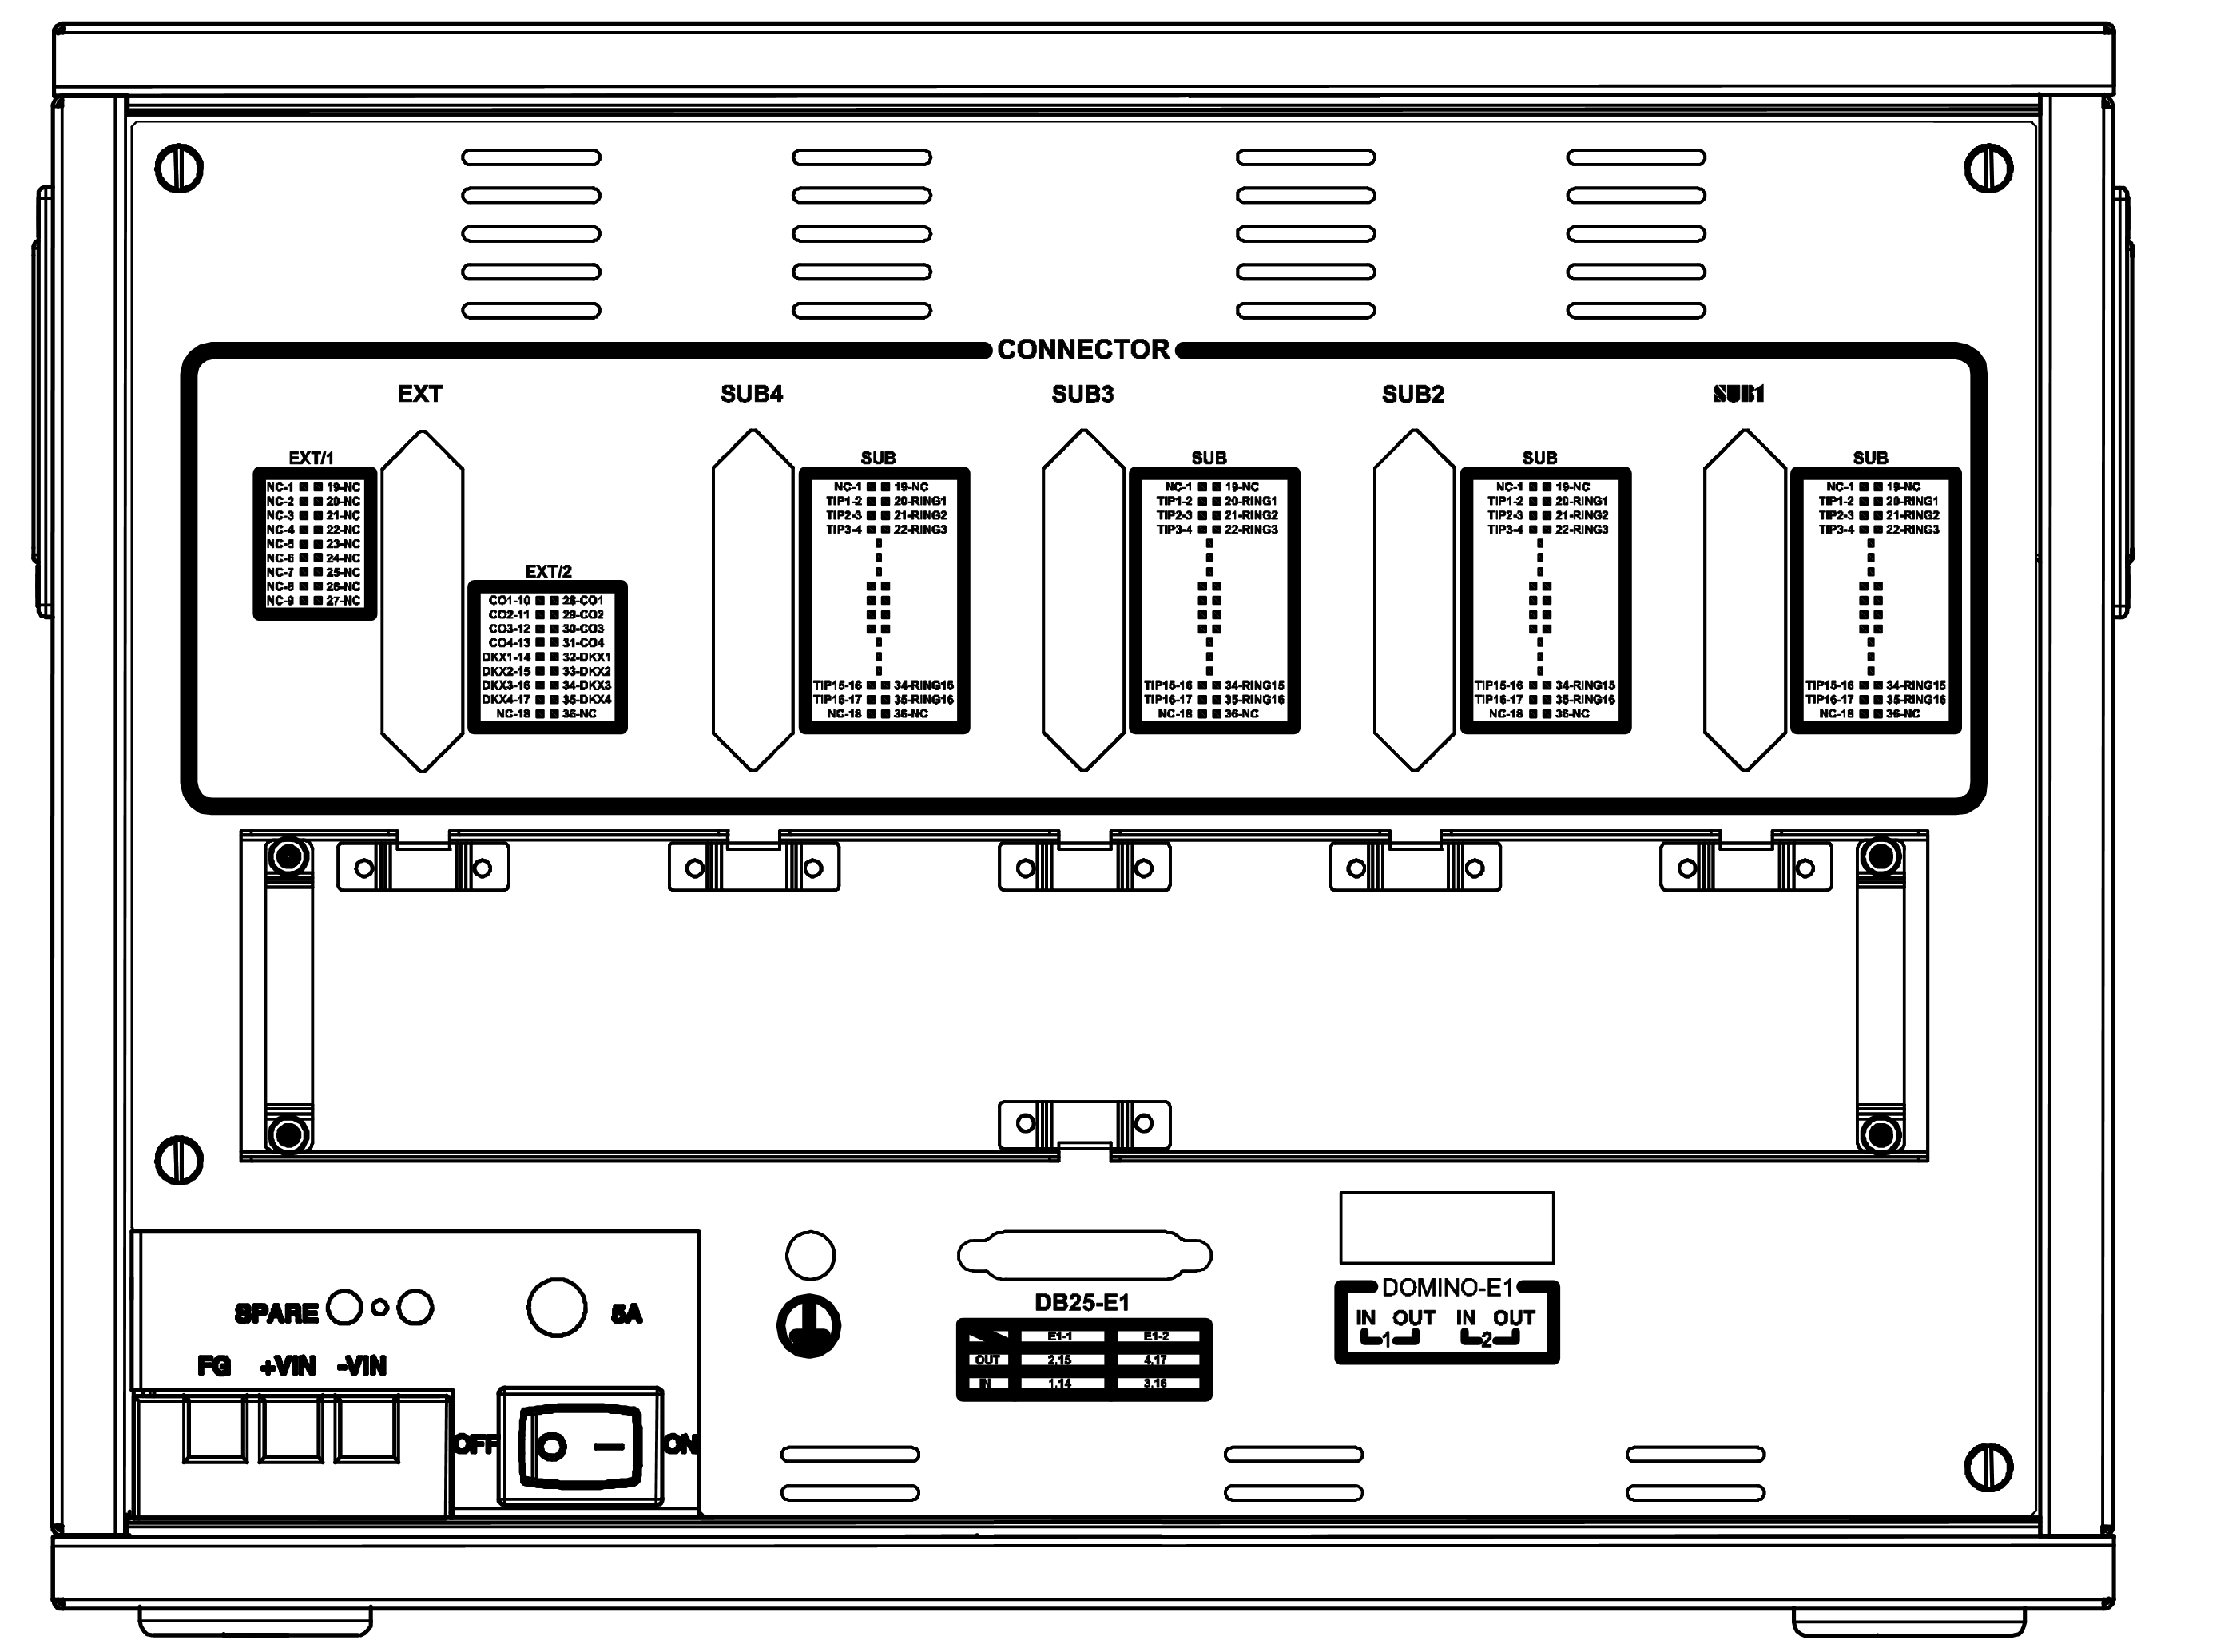 CONNECTOR
EXT SUB4 SUB3 SUB2 SUB1
EXT/1
NC-1 19-NC
NC-2 20-NC
NC-3 21-NC
NC-4 22-NC
NC-5 23-NC
NC-6 24-NC
NC-7 25-NC
NC-8 26-NC
NC-9 27-NC
EXT/2
CO1-10 28-CO1
CO2-11 29-CO2
CO3-12 30-CO3
CO4-13 31-CO4
DKX1-14 32-DKX1
DKX2-15 33-DKX2
DKX3-16 34-DKX3
DKX4-17 35-DKX4
NC-18 36-NC
SUB
NC-1 19-NC
TIP1-2 20-RING1
TIP2-3 21-RING2
TIP3-4 22-RING3
TIP15-16 34-RING15
TIP16-17 35-RING16
NC-18 36-NC
SUB
NC-1 19-NC
TIP1-2 20-RING1
TIP2-3 21-RING2
TIP3-4 22-RING3
TIP15-16 34-RING15
TIP16-17 35-RING16
NC-18 36-NC
SUB
NC-1 19-NC
TIP1-2 20-RING1
TIP2-3 21-RING2
TIP3-4 22-RING3
TIP15-16 34-RING15
TIP16-17 35-RING16
NC-18 36-NC
SUB
NC-1 19-NC
TIP1-2 20-RING1
TIP2-3 21-RING2
TIP3-4 22-RING3
TIP15-16 34-RING15
TIP16-17 35-RING16
NC-18 36-NC
SPARE 5A
FG +VIN -VIN
OFF ON
DB25-E1
E1-1 E1-2
OUT 2,15 4,17
IN 1,14 3,16
DOMINO-E1
IN OUT IN OUT
1 2